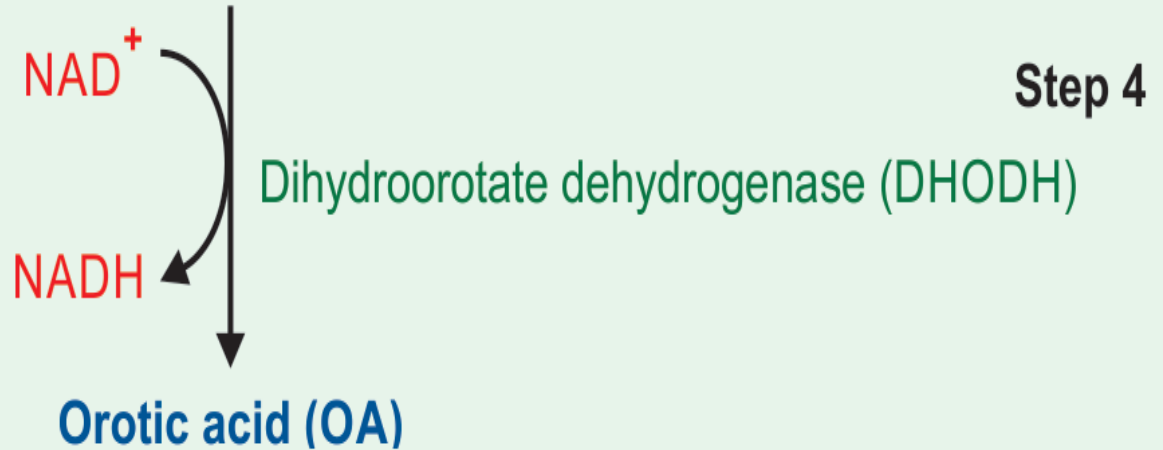 NAD⁺
Step 4
Dihydroorotate dehydrogenase (DHODH)
NADH
Orotic acid (OA)